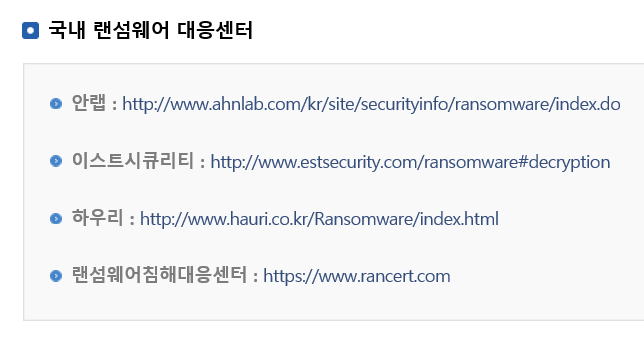 국내 랜섬웨어 대응센터
안랩 : http://www.ahnlab.com/kr/site/securityinfo/ransomware/index.do
이스트시큐리티 : http://www.estsecurity.com/ransomware#decryption
하우리 : http://www.hauri.co.kr/Ransomware/index.html
랜섬웨어침해대응센터 : https://www.rancert.com